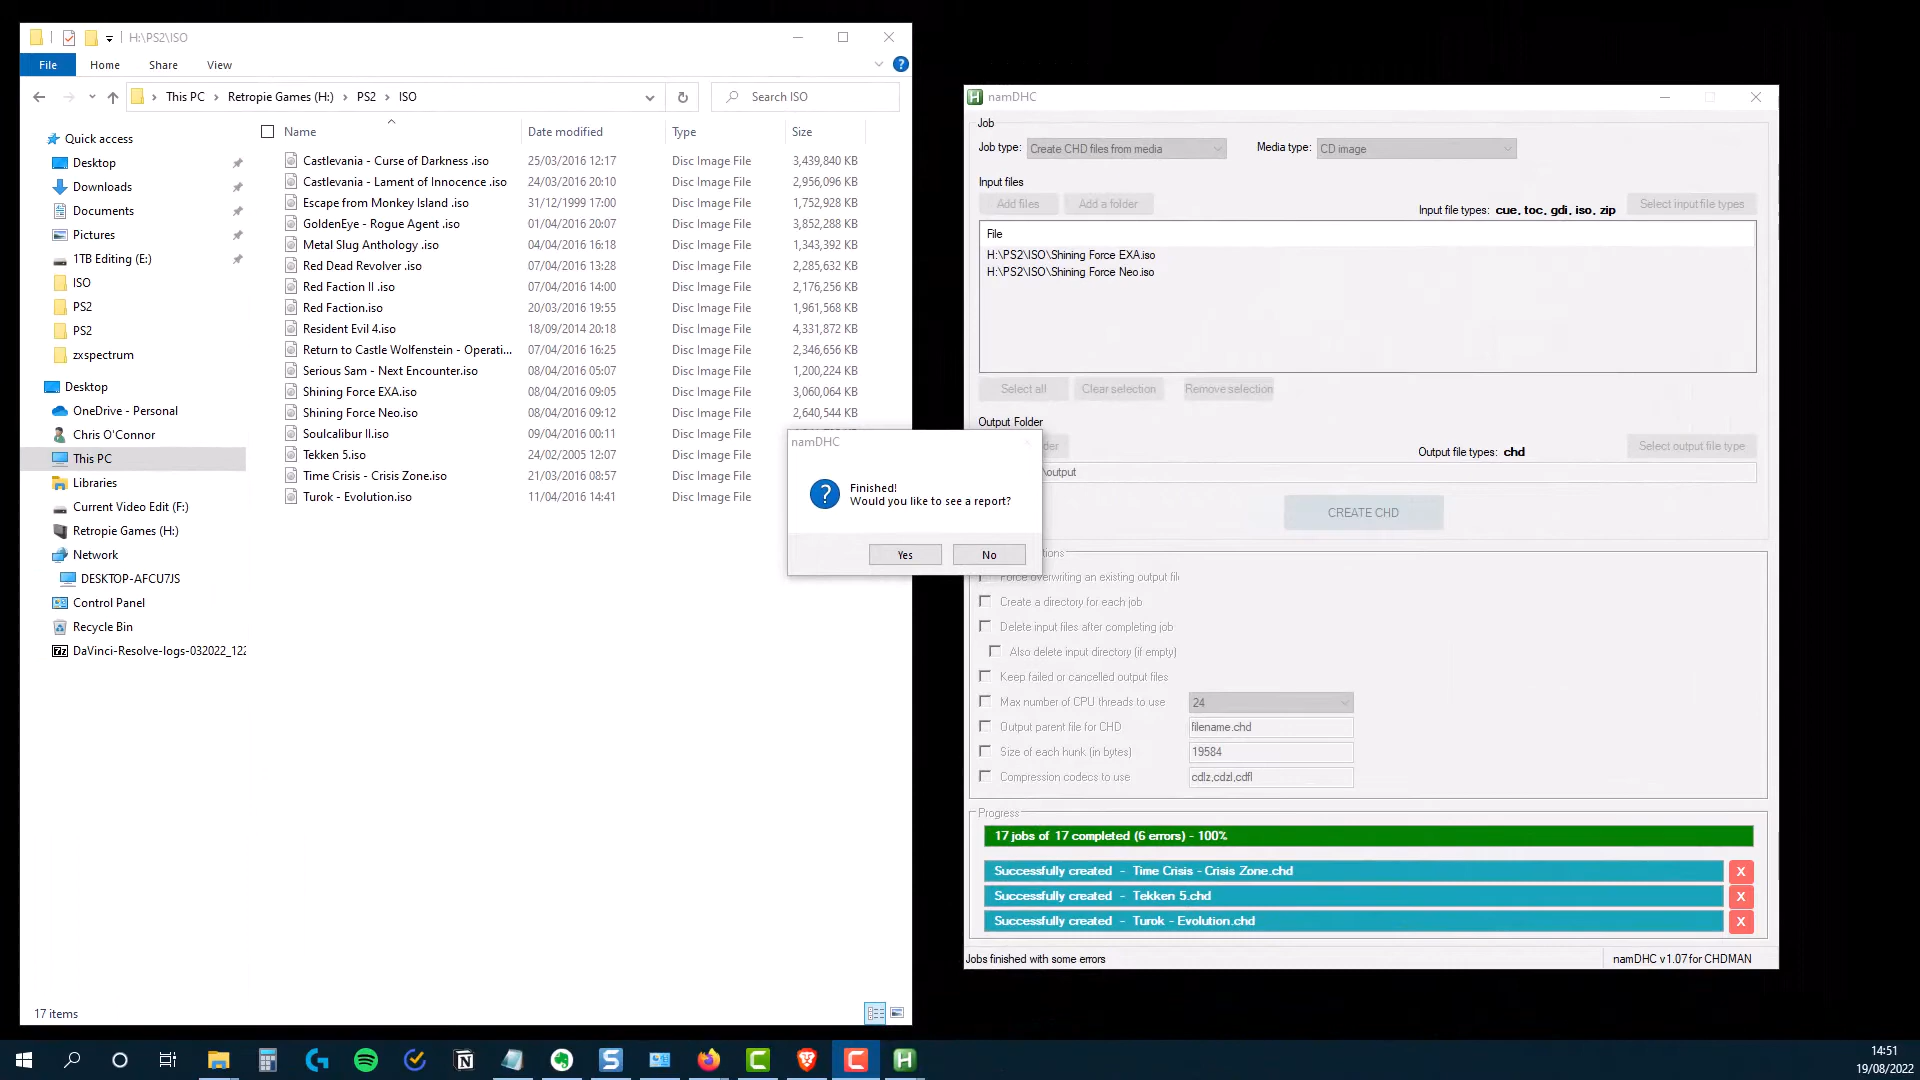 H:\PS2\ISO
File Home Share View
This PC Retropie Games (H:) PS2 ISO
Search ISO
Name Date modified Type Size
Castlevania - Curse of Darkness .iso 25/03/2016 12:17 Disc Image File 3,439,840 KB
Castlevania - Lament of Innocence .iso 24/03/2016 20:10 Disc Image File 2,956,096 KB
Escape from Monkey Island .iso 31/12/1999 17:00 Disc Image File 1,752,928 KB
GoldenEye - Rogue Agent .iso 01/04/2016 20:07 Disc Image File 3,852,288 KB
Metal Slug Anthology .iso 04/04/2016 16:18 Disc Image File 1,343,392 KB
Red Dead Revolver .iso 07/04/2016 13:28 Disc Image File 2,285,632 KB
Red Faction II .iso 07/04/2016 14:00 Disc Image File 2,176,256 KB
Red Faction.iso 20/03/2016 19:55 Disc Image File 1,961,568 KB
Resident Evil 4.iso 18/09/2014 20:18 Disc Image File 4,331,872 KB
Return to Castle Wolfenstein - Operati... 07/04/2016 16:25 Disc Image File 2,346,656 KB
Serious Sam - Next Encounter.iso 08/04/2016 05:07 Disc Image File 1,200,224 KB
Shining Force EXA.iso 08/04/2016 09:05 Disc Image File 3,060,064 KB
Shining Force Neo.iso 08/04/2016 09:12 Disc Image File 2,640,544 KB
Soulcalibur II.iso 09/04/2016 00:11 Disc Image File
Tekken 5.iso 24/02/2005 12:07 Disc Image File
Time Crisis - Crisis Zone.iso 21/03/2016 08:57 Disc Image File
Turok - Evolution.iso 11/04/2016 14:41 Disc Image File
Quick access
Desktop
Downloads
Documents
Pictures
1TB Editing (E:)
ISO
PS2
PS2
zxspectrum
Desktop
OneDrive - Personal
Chris O'Connor
This PC
Libraries
Current Video Edit (F:)
Retropie Games (H:)
Network
DESKTOP-AFCU7JS
Control Panel
Recycle Bin
DaVinci-Resolve-logs-032022_122
17 items
namDHC
Finished!
Would you like to see a report?
Yes No
namDHC
Job
Job type: Create CHD files from media Media type: CD image
Input files
Add files Add a folder Input file types: cue, toc, gdi, iso, zip Select input file types
File
H:\PS2\ISO\Shining Force EXA.iso
H:\PS2\ISO\Shining Force Neo.iso
Select all Clear selection Remove selection
Output Folder
der Output file types: chd Select output file type
\output
CREATE CHD
tions
Force overwriting an existing output fil
Create a directory for each job
Delete input files after completing job
Also delete input directory (if empty)
Keep failed or cancelled output files
Max number of CPU threads to use 24
Output parent file for CHD filename.chd
Size of each hunk (in bytes) 19584
Compression codecs to use cdlz,cdzl,cdfl
Progress
17 jobs of 17 completed (6 errors) - 100%
Successfully created - Time Crisis - Crisis Zone.chd X
Successfully created - Tekken 5.chd X
Successfully created - Turok - Evolution.chd X
Jobs finished with some errors namDHC v1.07 for CHDMAN
14:51
19/08/2022